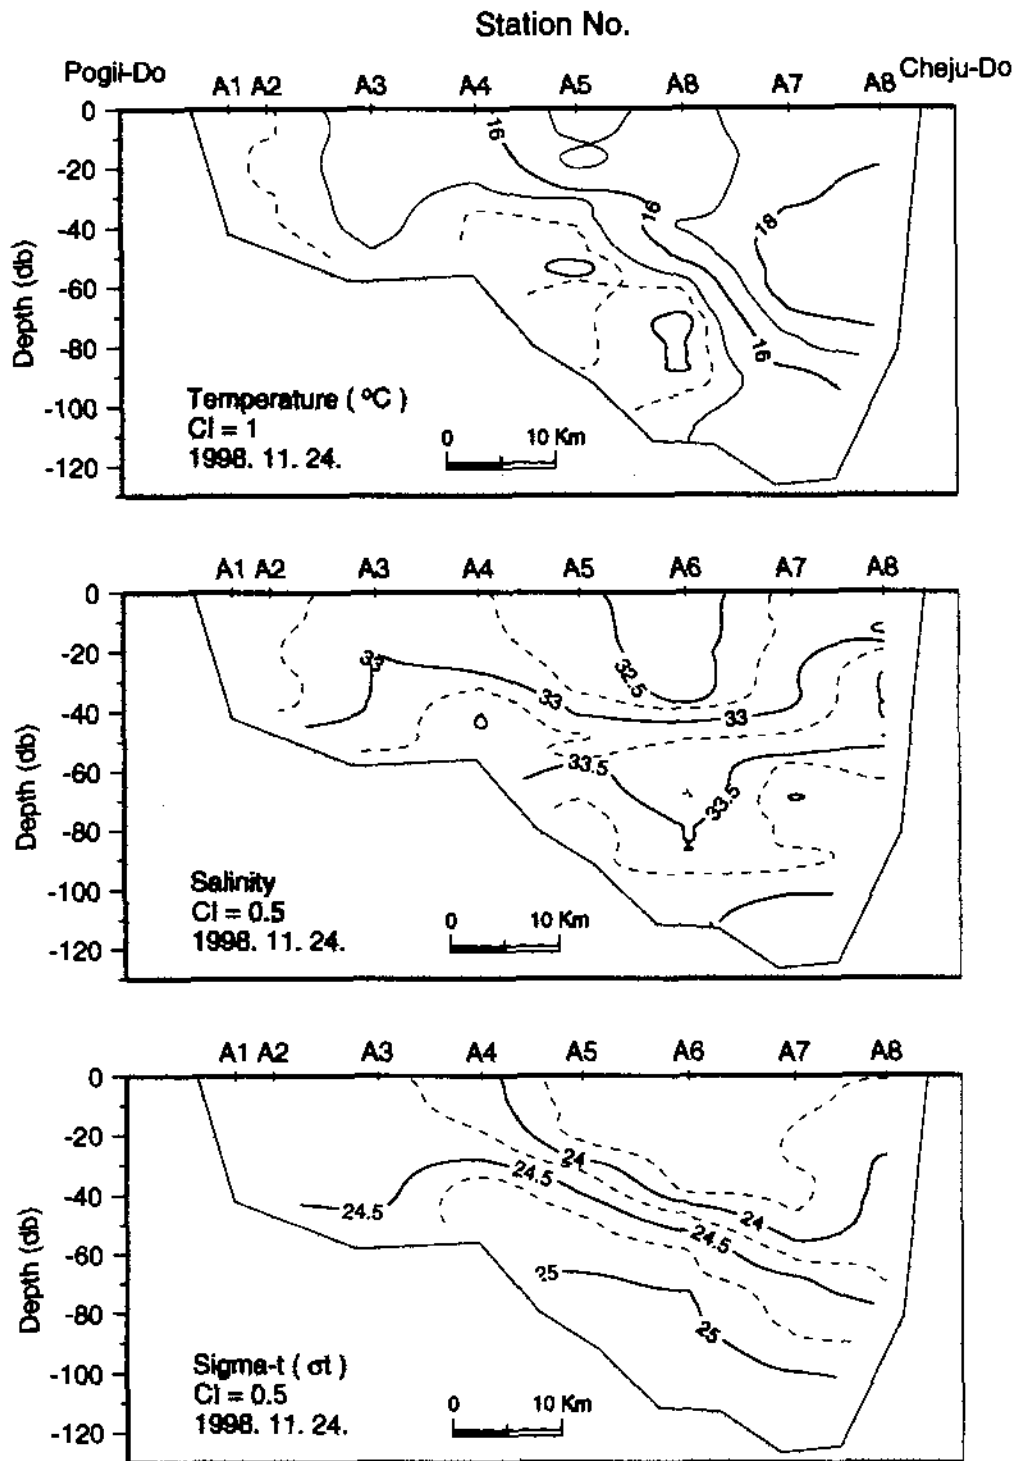 Station No.
Pogil-Do A1 A2 A3 A4 A5 A8 A7 A8 Cheju-Do
0
-20
-40
-60
-80
-100
-120
Depth (db)
16
16
18
16
Temperature ( °C )
CI = 1
1998. 11. 24.
0 10 Km
A1 A2 A3 A4 A5 A6 A7 A8
0
-20
-40
-60
-80
-100
-120
Depth (db)
33
32.5
33
33
33.5
33.5
Salinity
CI = 0.5
1998. 11. 24.
0 10 Km
A1 A2 A3 A4 A5 A6 A7 A8
0
-20
-40
-60
-80
-100
-120
Depth (db)
24
24.5
24.5
24
24.5
25
25
Sigma-t ( σt )
CI = 0.5
1998. 11. 24.
0 10 Km